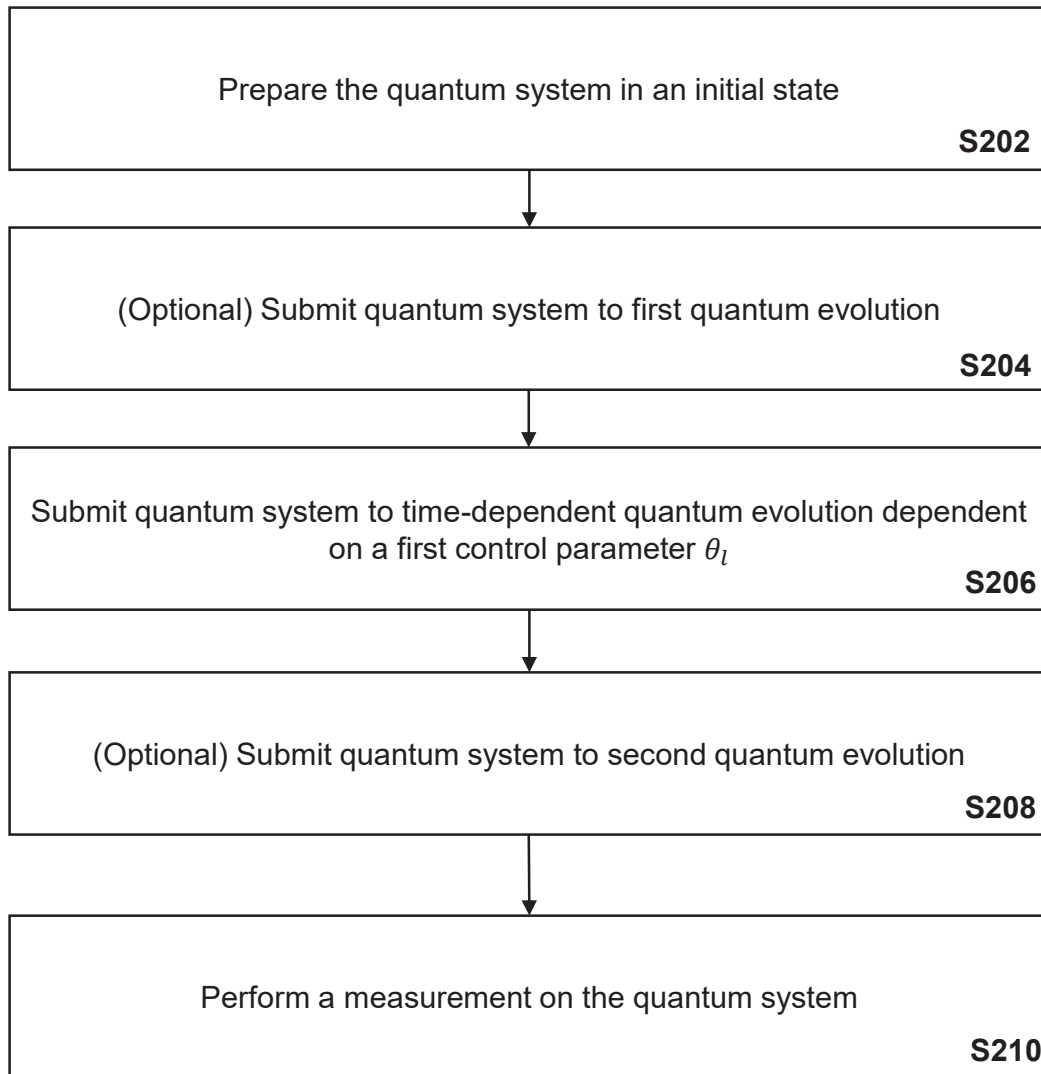 Prepare the quantum system in an initial state
S202
(Optional) Submit quantum system to first quantum evolution
S204
Submit quantum system to time-dependent quantum evolution dependent
on a first control parameter θ_l
S206
(Optional) Submit quantum system to second quantum evolution
S208
Perform a measurement on the quantum system
S210